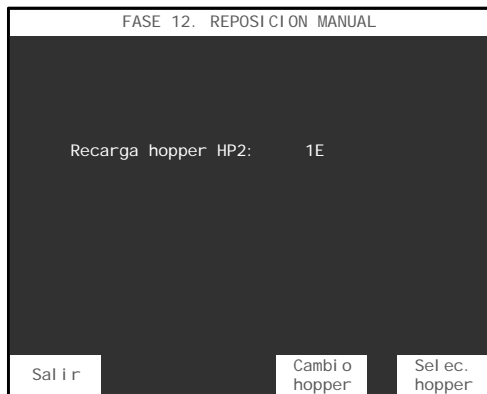 FASE 12. REPOSICION MANUAL
Recarga hopper HP2: 1E
Salir
Cambio hopper
Selec. hopper